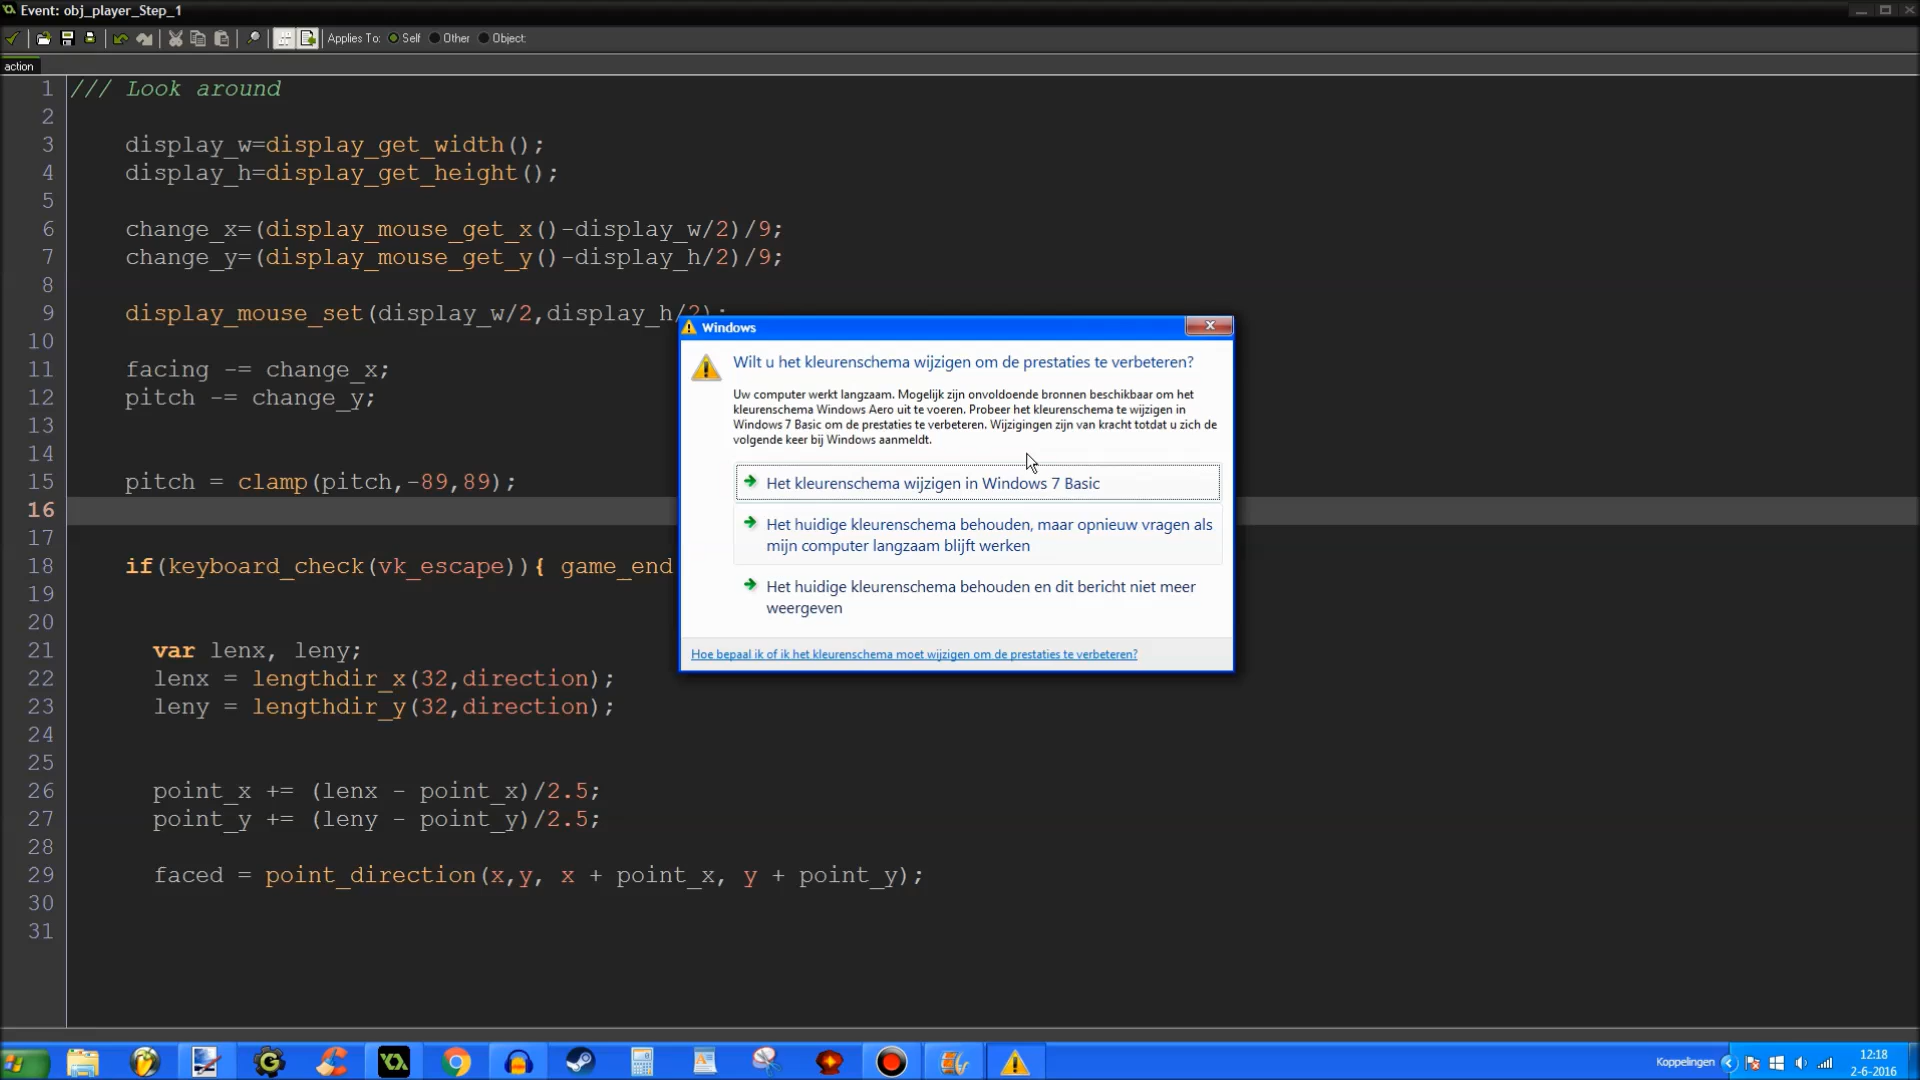 Event: obj_player_Step_1
Applies To: Self Other Object:
action
1 /// Look around
2
3 display_w=display_get_width();
4 display_h=display_get_height();
5
6 change_x=(display_mouse_get_x()-display_w/2)/9;
7 change_y=(display_mouse_get_y()-display_h/2)/9;
8
9 display_mouse_set(display_w/2,display_h/2);
10
11 facing -= change_x;
12 pitch -= change_y;
13
14
15 pitch = clamp(pitch,-89,89);
16
17
18 if(keyboard_check(vk_escape)){ game_end
19
20
21 var lenx, leny;
22 lenx = lengthdir_x(32,direction);
23 leny = lengthdir_y(32,direction);
24
25
26 point_x += (lenx - point_x)/2.5;
27 point_y += (leny - point_y)/2.5;
28
29 faced = point_direction(x,y, x + point_x, y + point_y);
30
31
Windows
Wilt u het kleurenschema wijzigen om de prestaties te verbeteren?
Uw computer werkt langzaam. Mogelijk zijn onvoldoende bronnen beschikbaar om het
kleurenschema Windows Aero uit te voeren. Probeer het kleurenschema te wijzigen in
Windows 7 Basic om de prestaties te verbeteren. Wijzigingen zijn van kracht totdat u zich de
volgende keer bij Windows aanmeldt.
Het kleurenschema wijzigen in Windows 7 Basic
Het huidige kleurenschema behouden, maar opnieuw vragen als
mijn computer langzaam blijft werken
Het huidige kleurenschema behouden en dit bericht niet meer
weergeven
Hoe bepaal ik of ik het kleurenschema moet wijzigen om de prestaties te verbeteren?
Koppelingen
12:18
2-6-2016